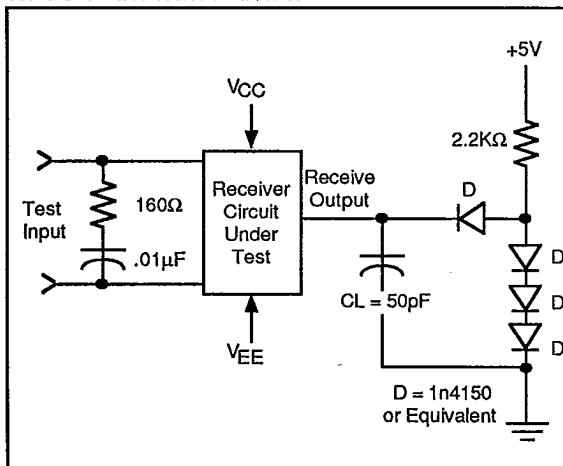 +5V
VCC
2.2KΩ
Receiver
Circuit
Under
Test
Receive
Output
D
Test
Input
160Ω
.01µF
D
D
D
CL = 50pF
VEE
D = 1n4150
or Equivalent